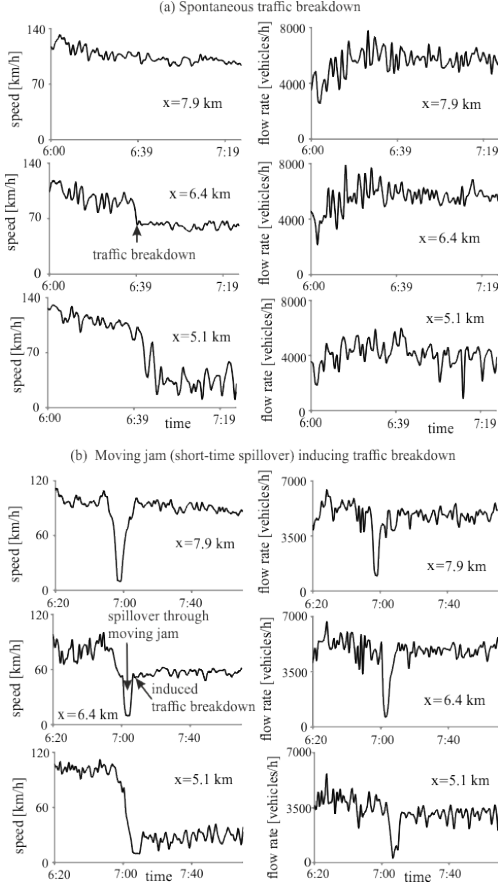 (a) Spontaneous traffic breakdown
speed [km/h]
140
70
0
x=7.9 km
6:00 6:39 7:19
flow rate [vehicles/h]
8000
4000
0
x=7.9 km
6:00 6:39 7:19
speed [km/h]
140
70
0
x=6.4 km
traffic breakdown
6:00 6:39 7:19
flow rate [vehicles/h]
8000
4000
0
x=6.4 km
6:00 6:39 7:19
speed [km/h]
140
70
0
x=5.1 km
6:00 6:39 7:19
time
flow rate [vehicles/h]
8000
4000
0
x=5.1 km
6:00 6:39 7:19
time
(b) Moving jam (short-time spillover) inducing traffic breakdown
speed [km/h]
120
60
0
x=7.9 km
6:20 7:00 7:40
flow rate [vehicles/h]
7000
3500
0
x=7.9 km
6:20 7:00 7:40
speed [km/h]
120
60
0
spillover through
moving jam
induced
traffic breakdown
x=6.4 km
6:20 7:00 7:40
flow rate [vehicles/h]
7000
3500
0
x=6.4 km
6:20 7:00 7:40
speed [km/h]
120
60
0
x=5.1 km
6:20 7:00 7:40
time
flow rate [vehicles/h]
7000
3500
0
x=5.1 km
6:20 7:00 7:40
time